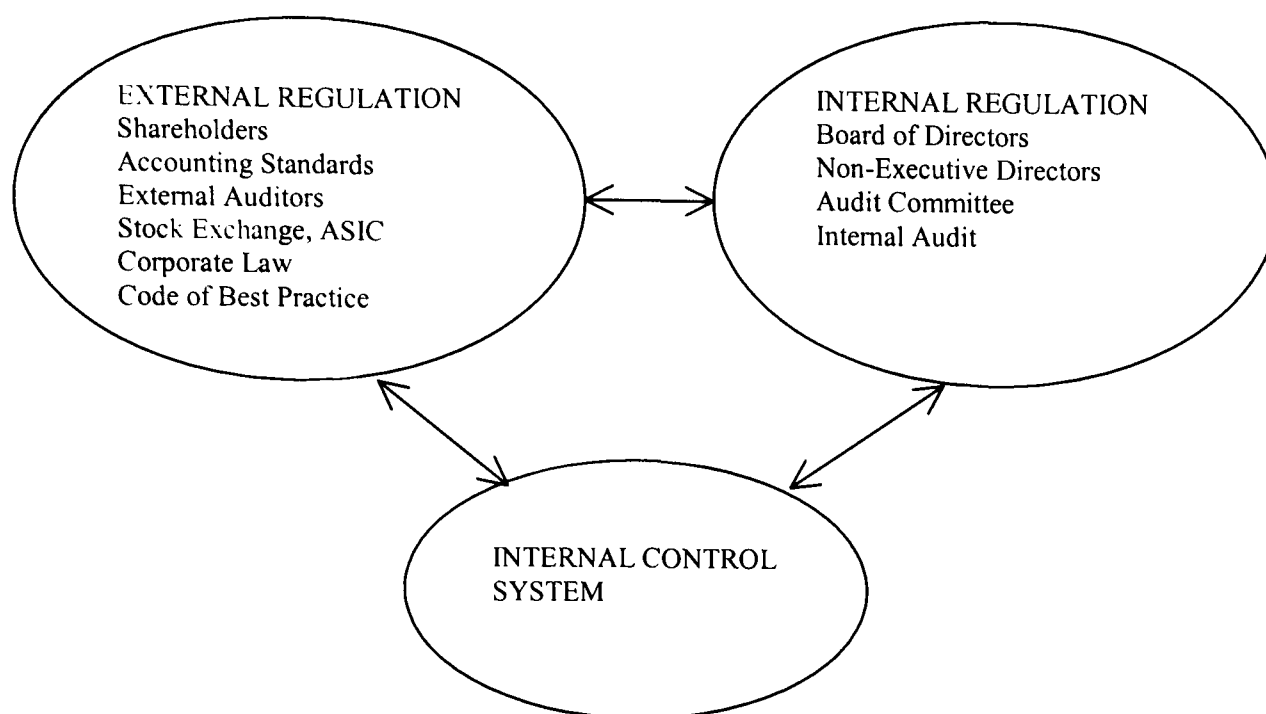 EXTERNAL REGULATION
Shareholders
Accounting Standards
External Auditors
Stock Exchange, ASIC
Corporate Law
Code of Best Practice
INTERNAL REGULATION
Board of Directors
Non-Executive Directors
Audit Committee
Internal Audit
INTERNAL CONTROL
SYSTEM